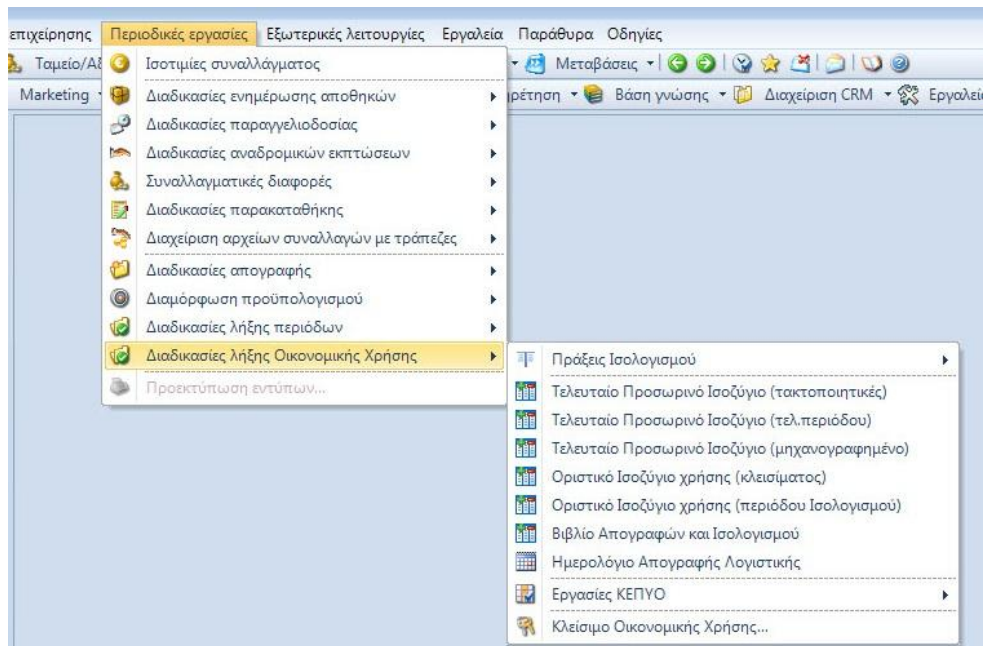 επιχείρησης Περιοδικές εργασίες Εξωτερικές λειτουργίες Εργαλεία Παράθυρα Οδηγίες
Ταμείο/Αξ Ισοτιμίες συναλλάγματος Μεταβάσεις
Marketing Διαδικασίες ενημέρωσης αποθηκών ηρέτηση Βάση γνώσης Διαχείριση CRM Εργαλεία
Διαδικασίες παραγγελιοδοσίας
Διαδικασίες αναδρομικών εκπτώσεων
Συναλλαγματικές διαφορές
Διαδικασίες παρακαταθήκης
Διαχείριση αρχείων συναλλαγών με τράπεζες
Διαδικασίες απογραφής
Διαμόρφωση προϋπολογισμού
Διαδικασίες λήξης περιόδων
Διαδικασίες λήξης Οικονομικής Χρήσης
Προεκτύπωση εντύπων...
Πράξεις Ισολογισμού
Τελευταίο Προσωρινό Ισοζύγιο (τακτοποιητικές)
Τελευταίο Προσωρινό Ισοζύγιο (τελ.περιόδου)
Τελευταίο Προσωρινό Ισοζύγιο (μηχανογραφημένο)
Οριστικό Ισοζύγιο χρήσης (κλεισίματος)
Οριστικό Ισοζύγιο χρήσης (περιόδου Ισολογισμού)
Βιβλίο Απογραφών και Ισολογισμού
Ημερολόγιο Απογραφής Λογιστικής
Εργασίες ΚΕΠΥΟ
Κλείσιμο Οικονομικής Χρήσης...